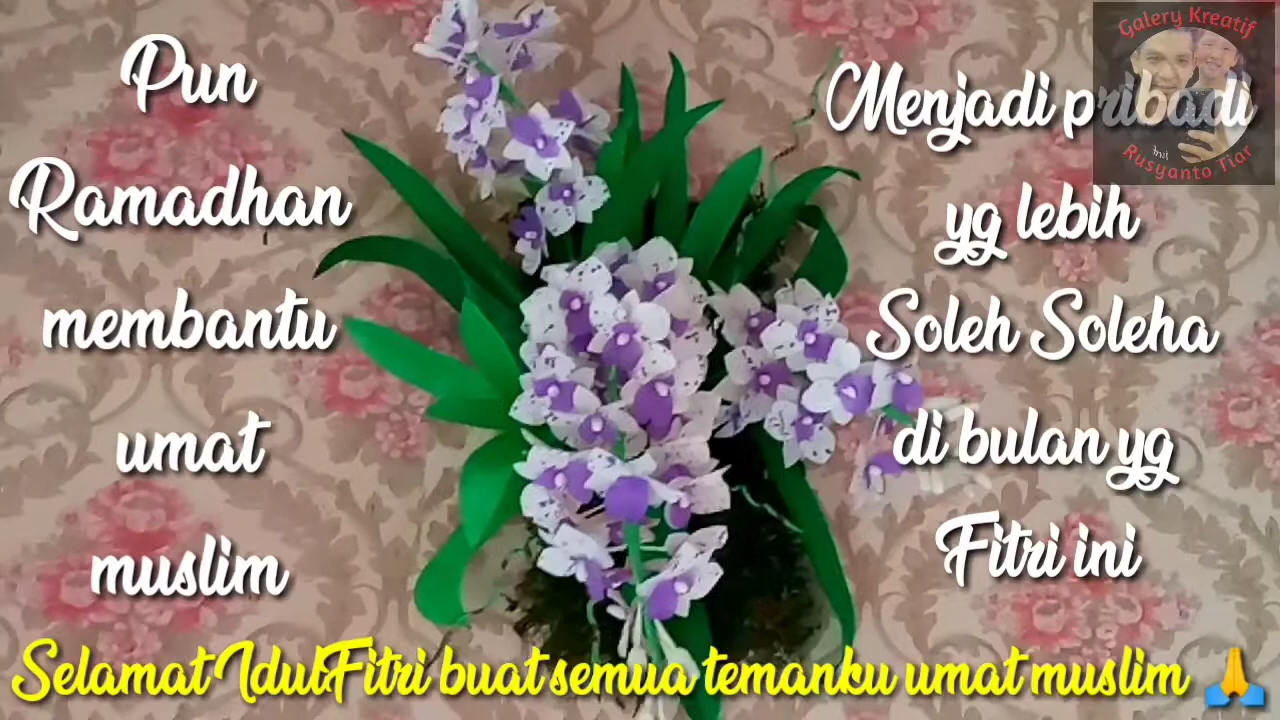 Pun
Ramadhan
membantu
umat
muslim
Menjadi pribadi
yg lebih
Soleh Soleha
di bulan yg
Fitri ini
Selamat IdulFitri buat semua temanku umat muslim 🙏
Galery Kreatif
Rusyanto Tiar